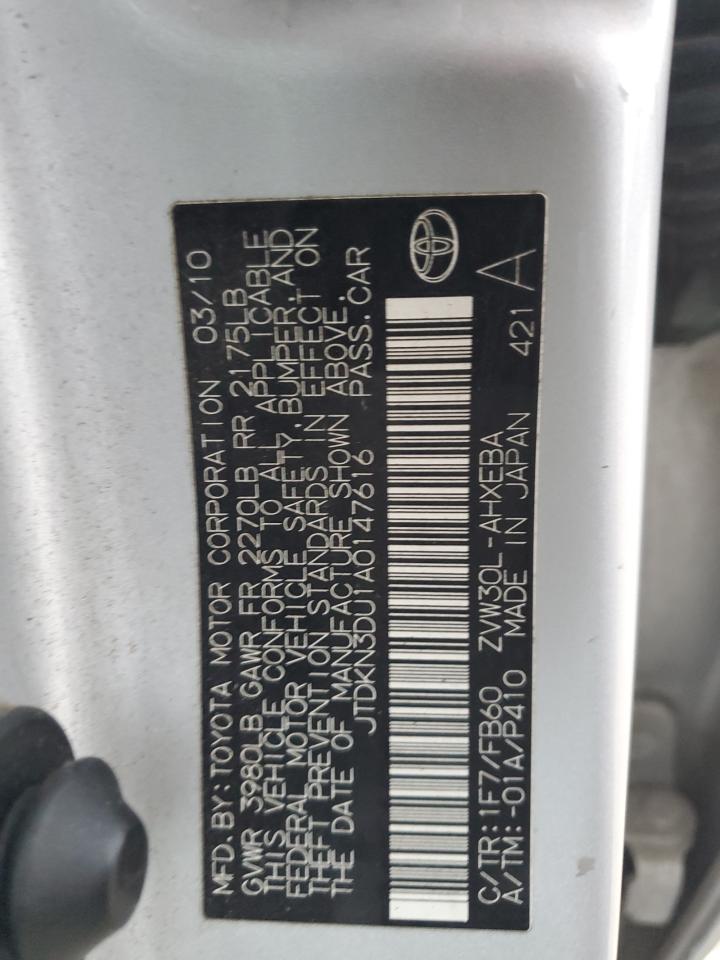 MFD. BY: TOYOTA MOTOR CORPORATION 03/10
GVWR 3980LB GAWR FR 2270LB RR 2175LB
THIS VEHICLE CONFORMS TO ALL APPLICABLE
FEDERAL MOTOR VEHICLE SAFETY, BUMPER, AND
THEFT PREVENTION STANDARDS IN EFFECT ON
THE DATE OF MANUFACTURE SHOWN ABOVE.
JTDKN3DU1A0147616 PASS. CAR
C/TR: 1F7/FB60 ZVW30L-AHXEBA
A/TM: -01A/P410 MADE IN JAPAN 421 A